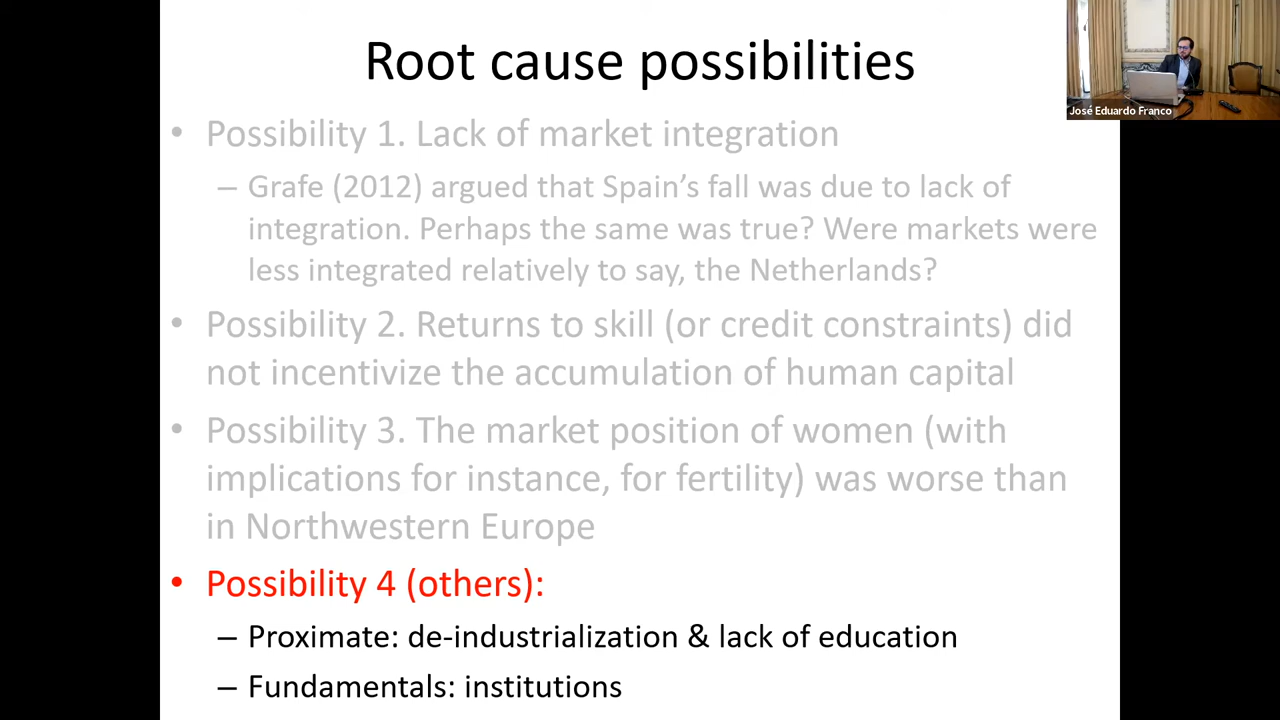 Root cause possibilities
José Eduardo Franco
• Possibility 1. Lack of market integration
– Grafe (2012) argued that Spain's fall was due to lack of
integration. Perhaps the same was true? Were markets were
less integrated relatively to say, the Netherlands?
• Possibility 2. Returns to skill (or credit constraints) did
not incentivize the accumulation of human capital
• Possibility 3. The market position of women (with
implications for instance, for fertility) was worse than
in Northwestern Europe
• Possibility 4 (others):
– Proximate: de-industrialization & lack of education
– Fundamentals: institutions